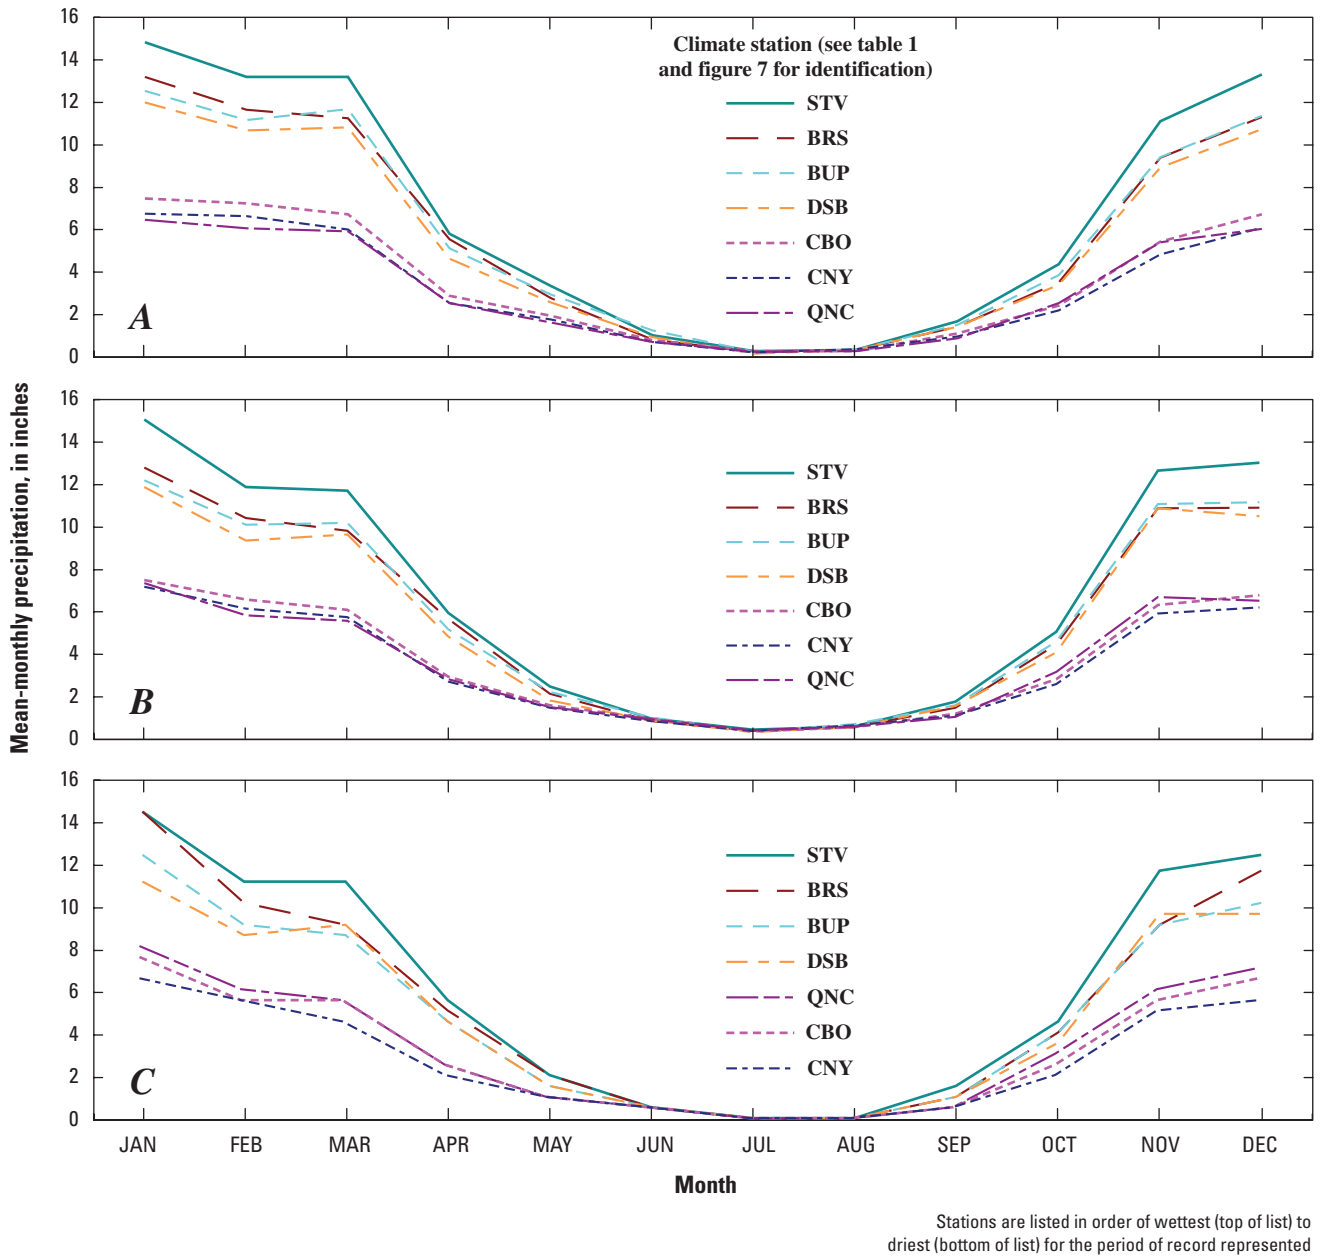 Mean-monthly precipitation, in inches
16
14
12
10
8
6
4
2
0
Climate station (see table 1
and figure 7 for identification)
STV
BRS
BUP
DSB
CBO
CNY
QNC
A
16
14
12
10
8
6
4
2
0
STV
BRS
BUP
DSB
CBO
CNY
QNC
B
16
14
12
10
8
6
4
2
0
STV
BRS
BUP
DSB
QNC
CBO
CNY
C
JAN FEB MAR APR MAY JUN JUL AUG SEP OCT NOV DEC
Month
Stations are listed in order of wettest (top of list) to
driest (bottom of list) for the period of record represented